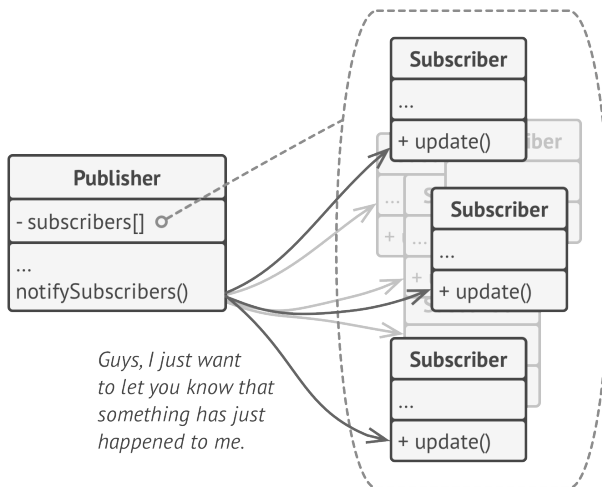 Publisher
- subscribers[]
...
notifySubscribers()
Guys, I just want
to let you know that
something has just
happened to me.
Subscriber
...
+ update()
Subscriber
...
+ update()
Subscriber
...
+ update()
...
+
...
+